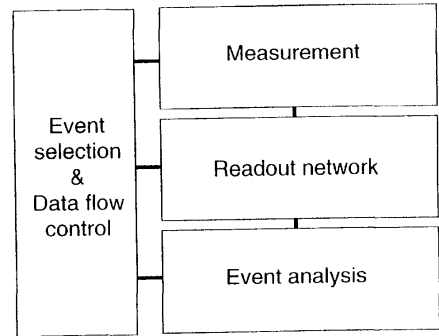 Event
selection
&
Data flow
control
Measurement
Readout network
Event analysis